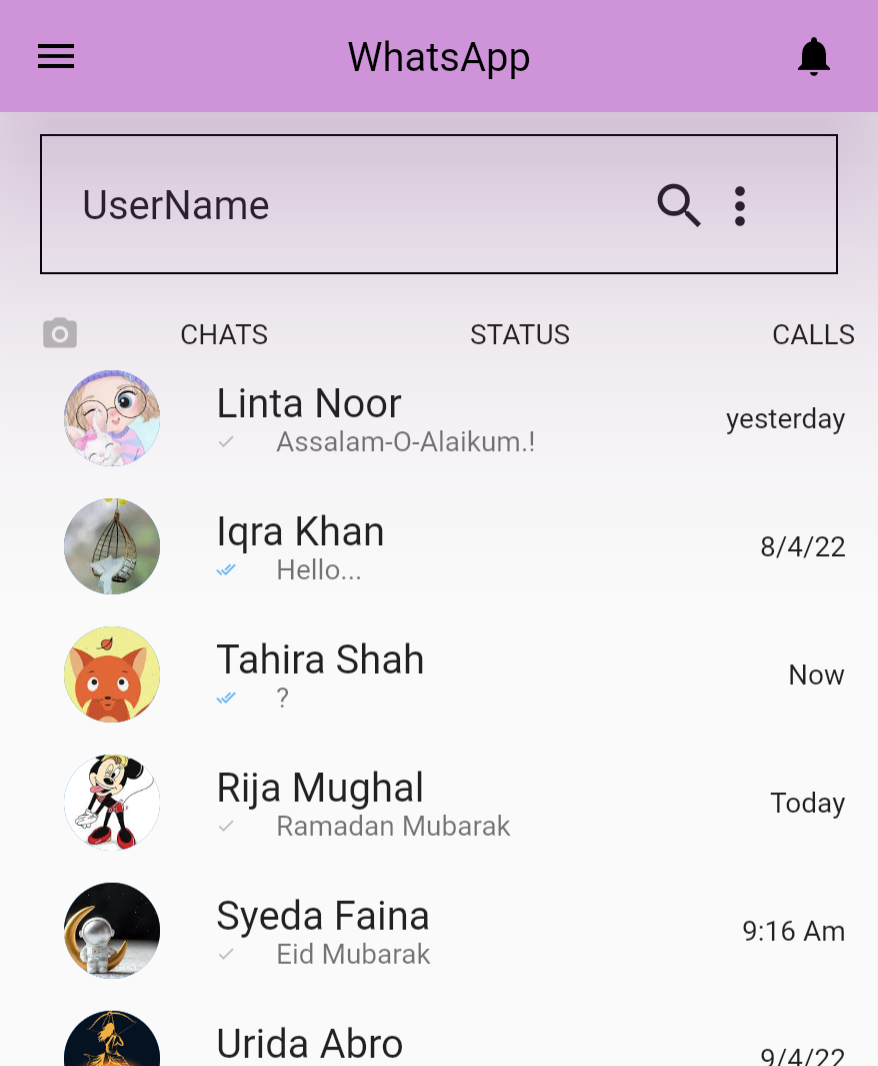 WhatsApp
UserName
CHATS STATUS CALLS
Linta Noor
yesterday
Assalam-O-Alaikum.!
Iqra Khan
8/4/22
Hello...
Tahira Shah
Now
?
Rija Mughal
Today
Ramadan Mubarak
Syeda Faina
9:16 Am
Eid Mubarak
Urida Abro
9/4/22